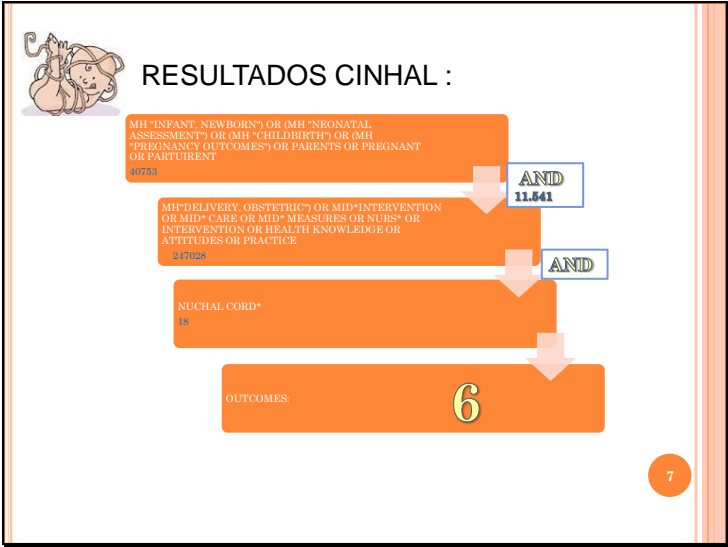 RESULTADOS CINHAL :
MH "INFANT, NEWBORN") OR (MH "NEONATAL
ASSESSMENT") OR (MH "CHILDBIRTH") OR (MH
"PREGNANCY OUTCOMES") OR PARENTS OR PREGNANT
OR PARTUIRENT
40753
AND
11.541
MH"DELIVERY, OBSTETRIC") OR MID*INTERVENTION
OR MID* CARE OR MID* MEASURES OR NURS* OR
INTERVENTION OR HEALTH KNOWLEDGE OR
ATTITUDES OR PRACTICE
247028
AND
NUCHAL CORD*
18
OUTCOMES:
6
7